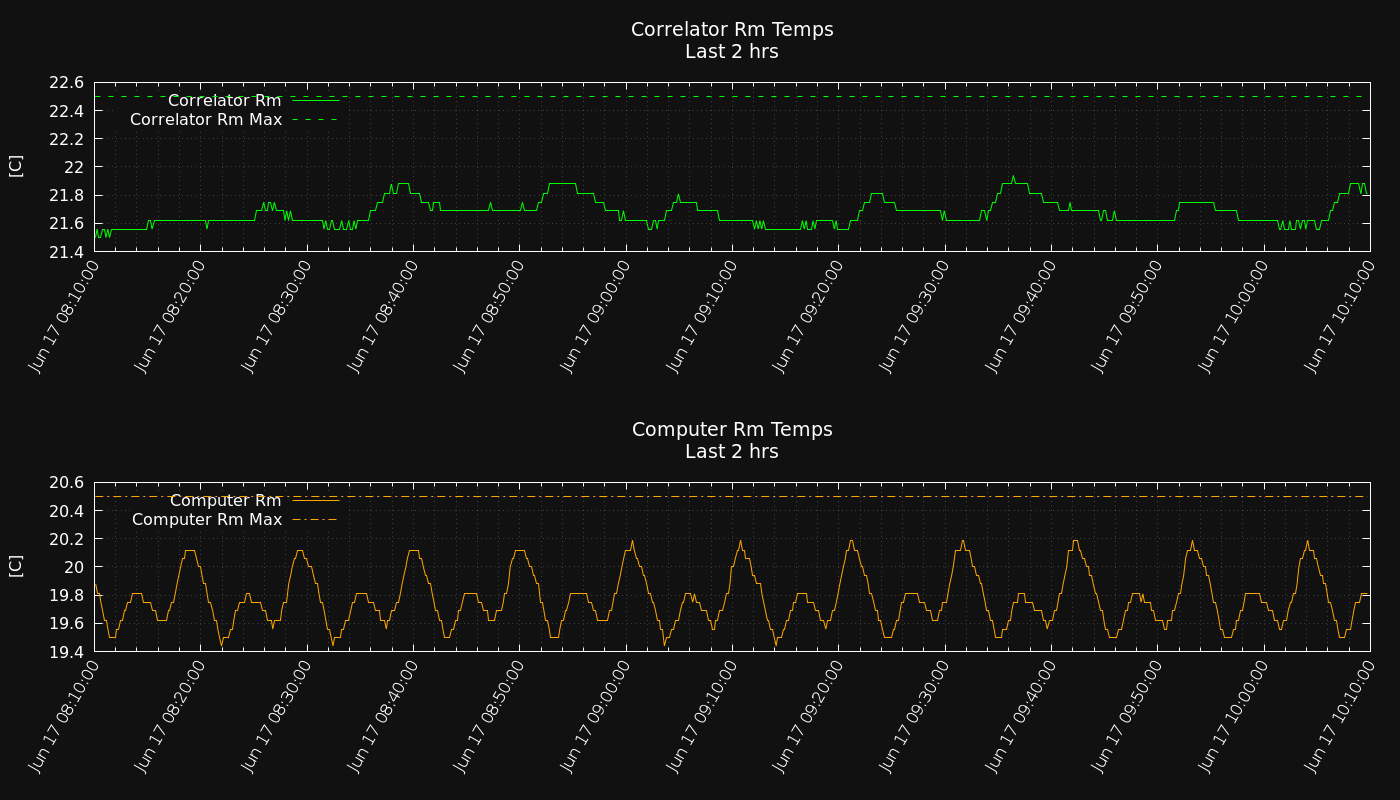 Correlator Rm Temps
Last 2 hrs
22.6
22.4
22.2
22
21.8
21.6
21.4
[C]
Correlator Rm
Correlator Rm Max
Jun 17 08:10:00
Jun 17 08:20:00
Jun 17 08:30:00
Jun 17 08:40:00
Jun 17 08:50:00
Jun 17 09:00:00
Jun 17 09:10:00
Jun 17 09:20:00
Jun 17 09:30:00
Jun 17 09:40:00
Jun 17 09:50:00
Jun 17 10:00:00
Jun 17 10:10:00
Computer Rm Temps
Last 2 hrs
20.6
20.4
20.2
20
19.8
19.6
19.4
[C]
Computer Rm
Computer Rm Max
Jun 17 08:10:00
Jun 17 08:20:00
Jun 17 08:30:00
Jun 17 08:40:00
Jun 17 08:50:00
Jun 17 09:00:00
Jun 17 09:10:00
Jun 17 09:20:00
Jun 17 09:30:00
Jun 17 09:40:00
Jun 17 09:50:00
Jun 17 10:00:00
Jun 17 10:10:00